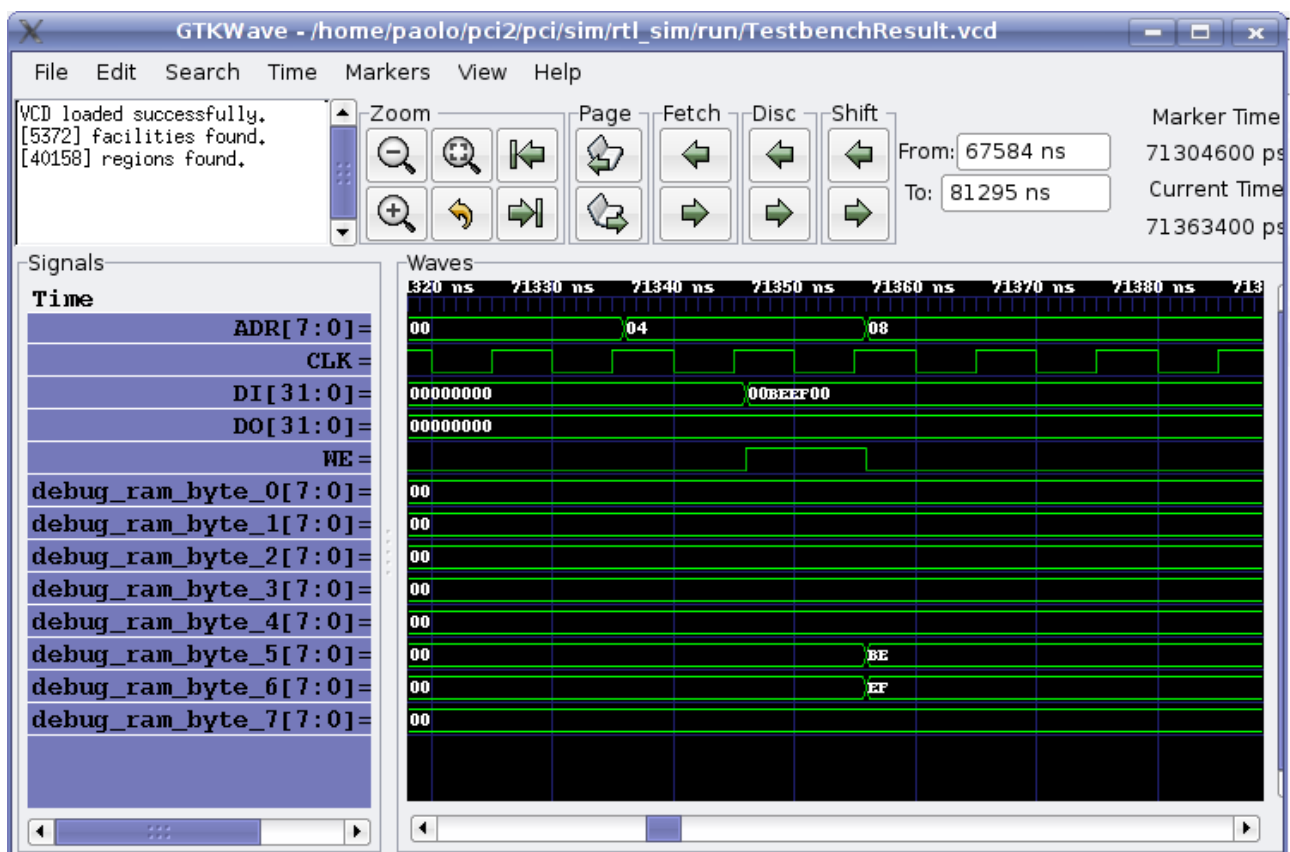 GTKWave - /home/paolo/pci2/pci/sim/rtl_sim/run/TestbenchResult.vcd
File Edit Search Time Markers View Help
VCD loaded successfully.
[5372] facilities found.
[40158] regions found.
Zoom Page Fetch Disc Shift
From: 67584 ns
To: 81295 ns
Marker Time
71304600 ps
Current Time
71363400 ps
Signals
Waves
Time
320 ns 71330 ns 71340 ns 71350 ns 71360 ns 71370 ns 71380 ns 713
ADR[7:0]= 00 04 08
CLK =
DI[31:0]= 00000000 00BEEF00
DO[31:0]= 00000000
WE =
debug_ram_byte_0[7:0]= 00
debug_ram_byte_1[7:0]= 00
debug_ram_byte_2[7:0]= 00
debug_ram_byte_3[7:0]= 00
debug_ram_byte_4[7:0]= 00
debug_ram_byte_5[7:0]= 00 BE
debug_ram_byte_6[7:0]= 00 EF
debug_ram_byte_7[7:0]= 00